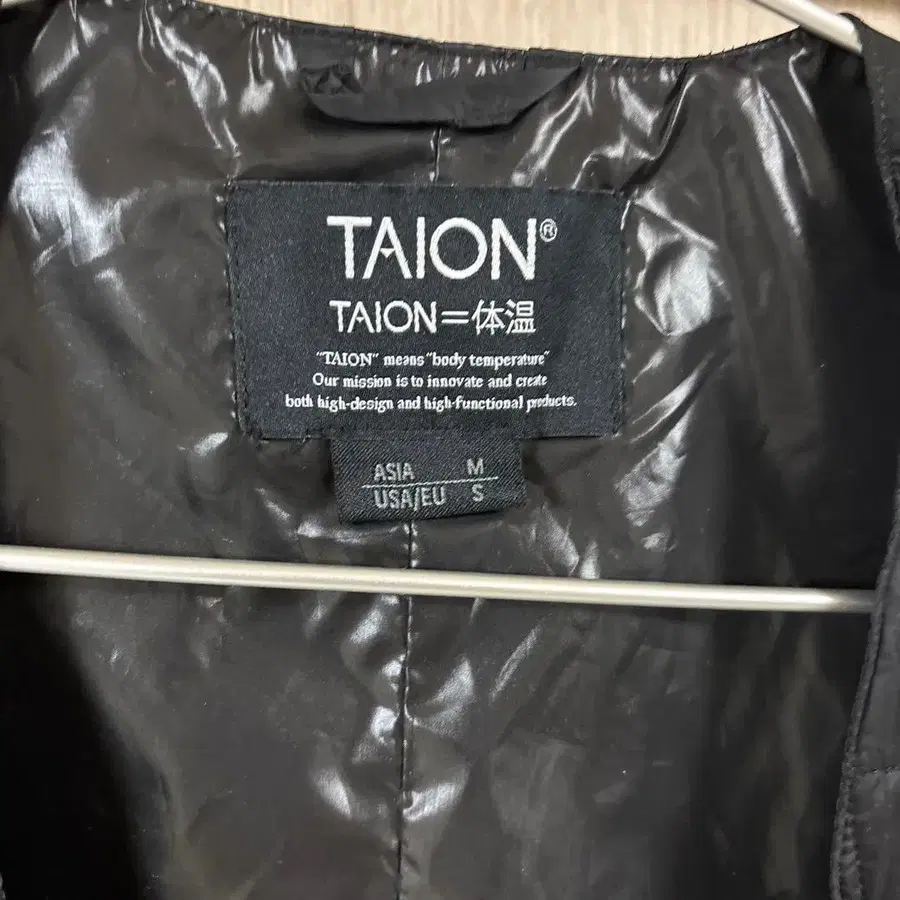 TAION®
TAION=体温
"TAION" means "body temperature"
Our mission is to innovate and create
both high-design and high-functional products.
ASIA M
USA/EU S